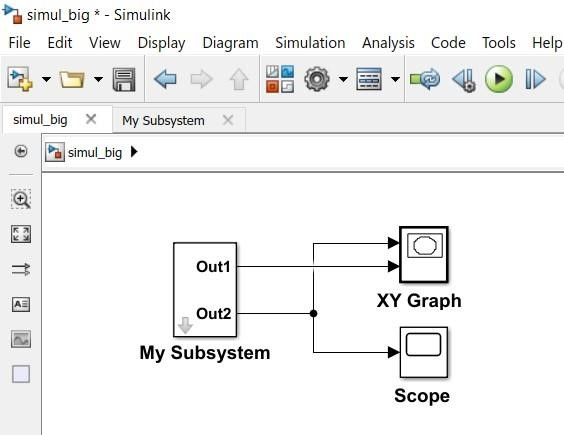 simul_big * - Simulink
File Edit View Display Diagram Simulation Analysis Code Tools Help
simul_big My Subsystem
simul_big
Out1
Out2
My Subsystem
XY Graph
Scope